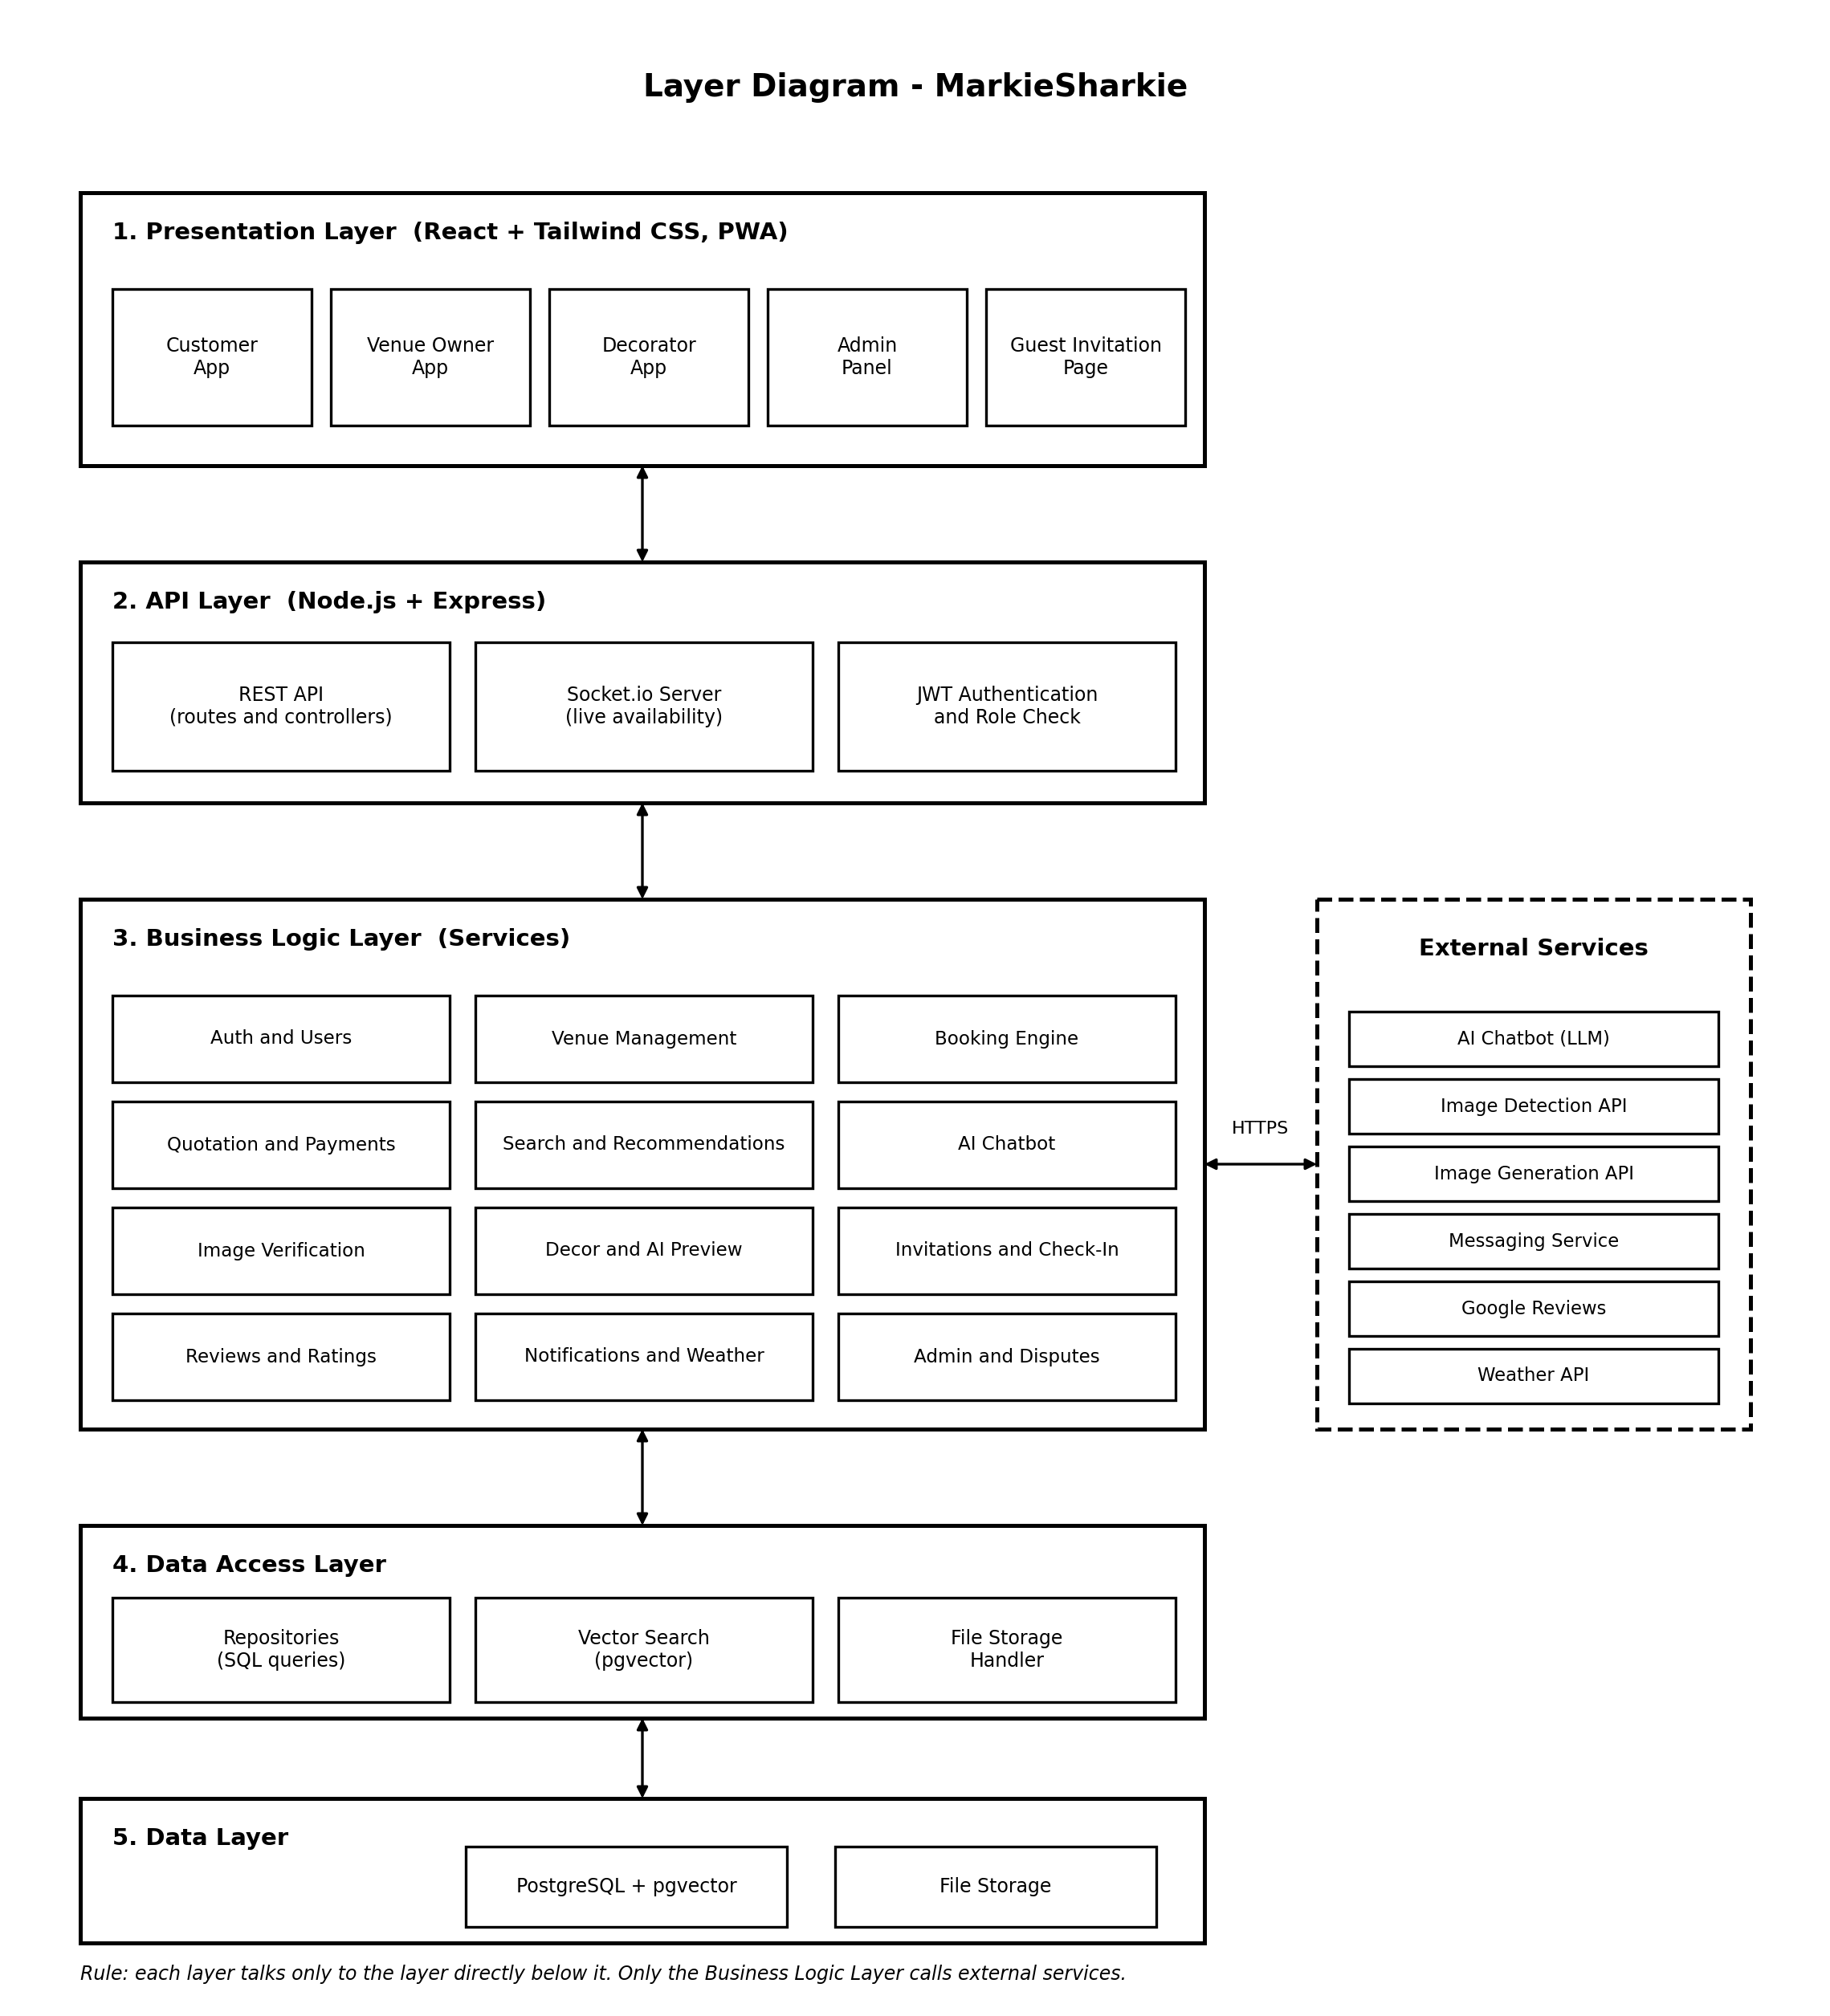 Layer Diagram - MarkieSharkie
1. Presentation Layer  (React + Tailwind CSS, PWA)
Customer
App
Venue Owner
App
Decorator
App
Admin
Panel
Guest Invitation
Page
2. API Layer  (Node.js + Express)
REST API
(routes and controllers)
Socket.io Server
(live availability)
JWT Authentication
and Role Check
3. Business Logic Layer  (Services)
Auth and Users
Venue Management
Booking Engine
Quotation and Payments
Search and Recommendations
AI Chatbot
Image Verification
Decor and AI Preview
Invitations and Check-In
Reviews and Ratings
Notifications and Weather
Admin and Disputes
HTTPS
External Services
AI Chatbot (LLM)
Image Detection API
Image Generation API
Messaging Service
Google Reviews
Weather API
4. Data Access Layer
Repositories
(SQL queries)
Vector Search
(pgvector)
File Storage
Handler
5. Data Layer
PostgreSQL + pgvector
File Storage
Rule: each layer talks only to the layer directly below it. Only the Business Logic Layer calls external services.